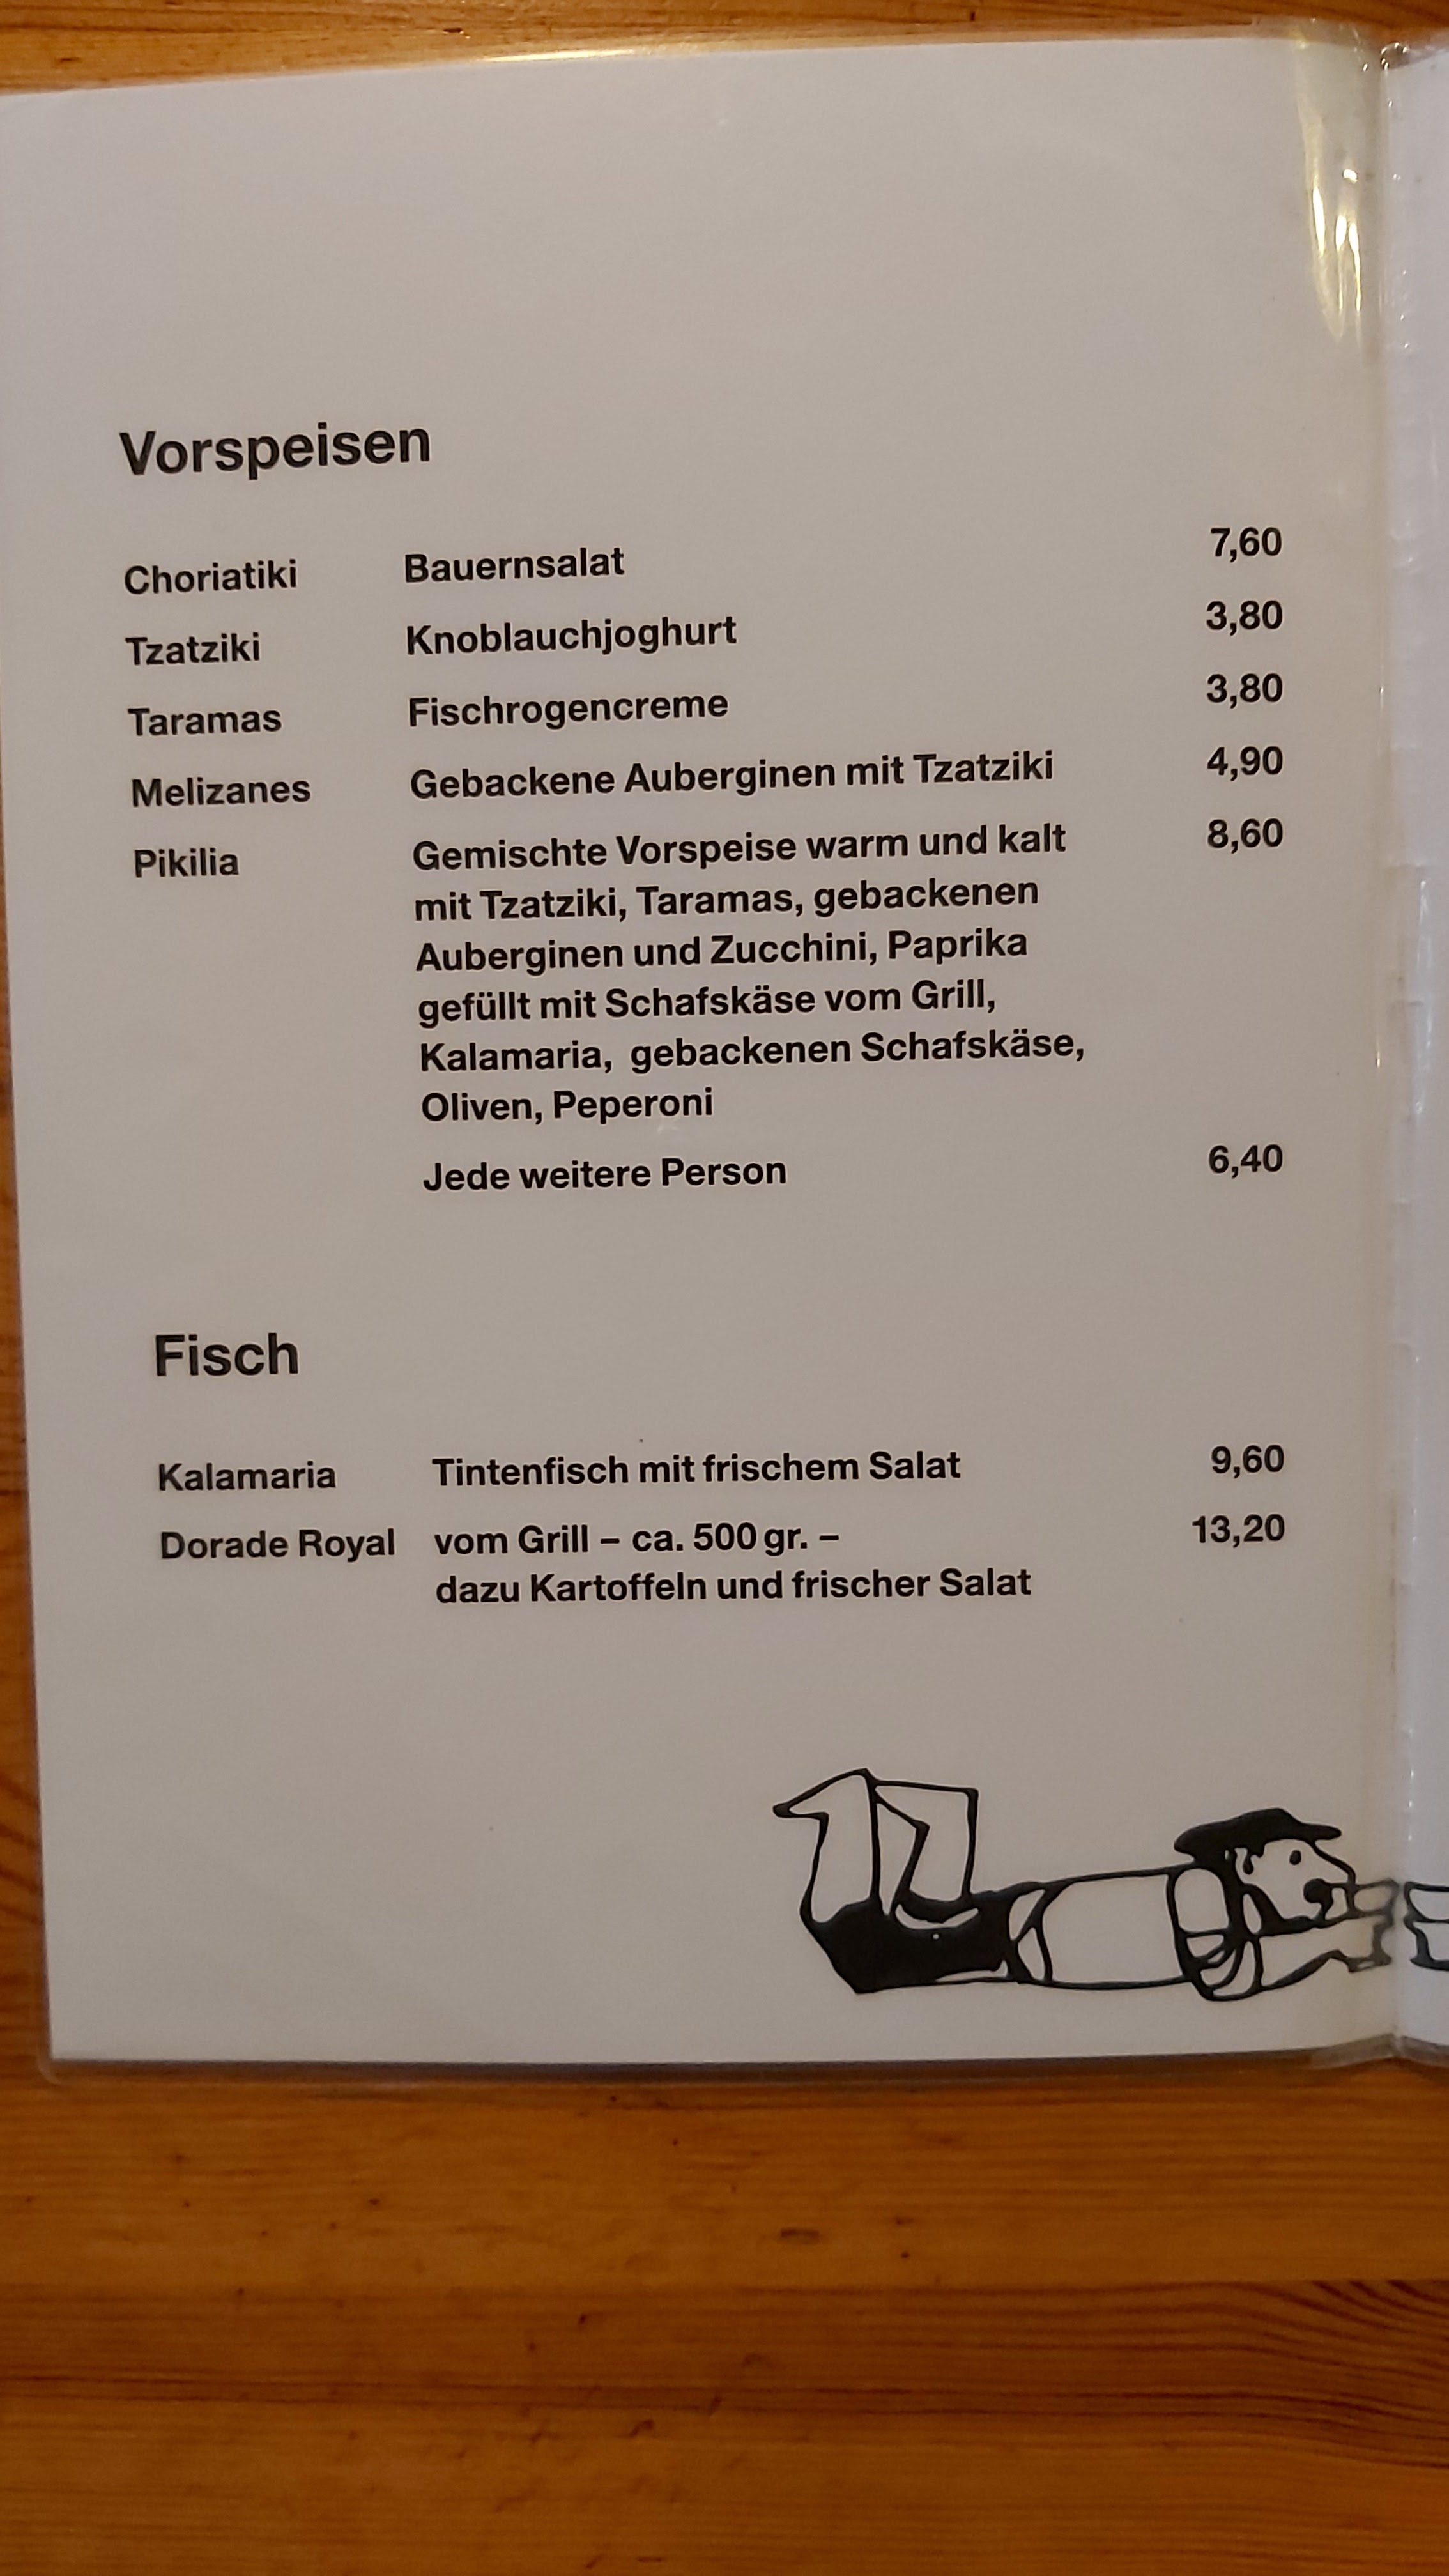 Vorspeisen
Choriatiki Bauernsalat 7,60
Tzatziki Knoblauchjoghurt 3,80
Taramas Fischrogencreme 3,80
Melizanes Gebackene Auberginen mit Tzatziki 4,90
Pikilia Gemischte Vorspeise warm und kalt 8,60
mit Tzatziki, Taramas, gebackenen
Auberginen und Zucchini, Paprika
gefüllt mit Schafskäse vom Grill,
Kalamaria, gebackenen Schafskäse,
Oliven, Peperoni
Jede weitere Person 6,40
Fisch
Kalamaria Tintenfisch mit frischem Salat 9,60
Dorade Royal vom Grill – ca. 500 gr. – 13,20
dazu Kartoffeln und frischer Salat